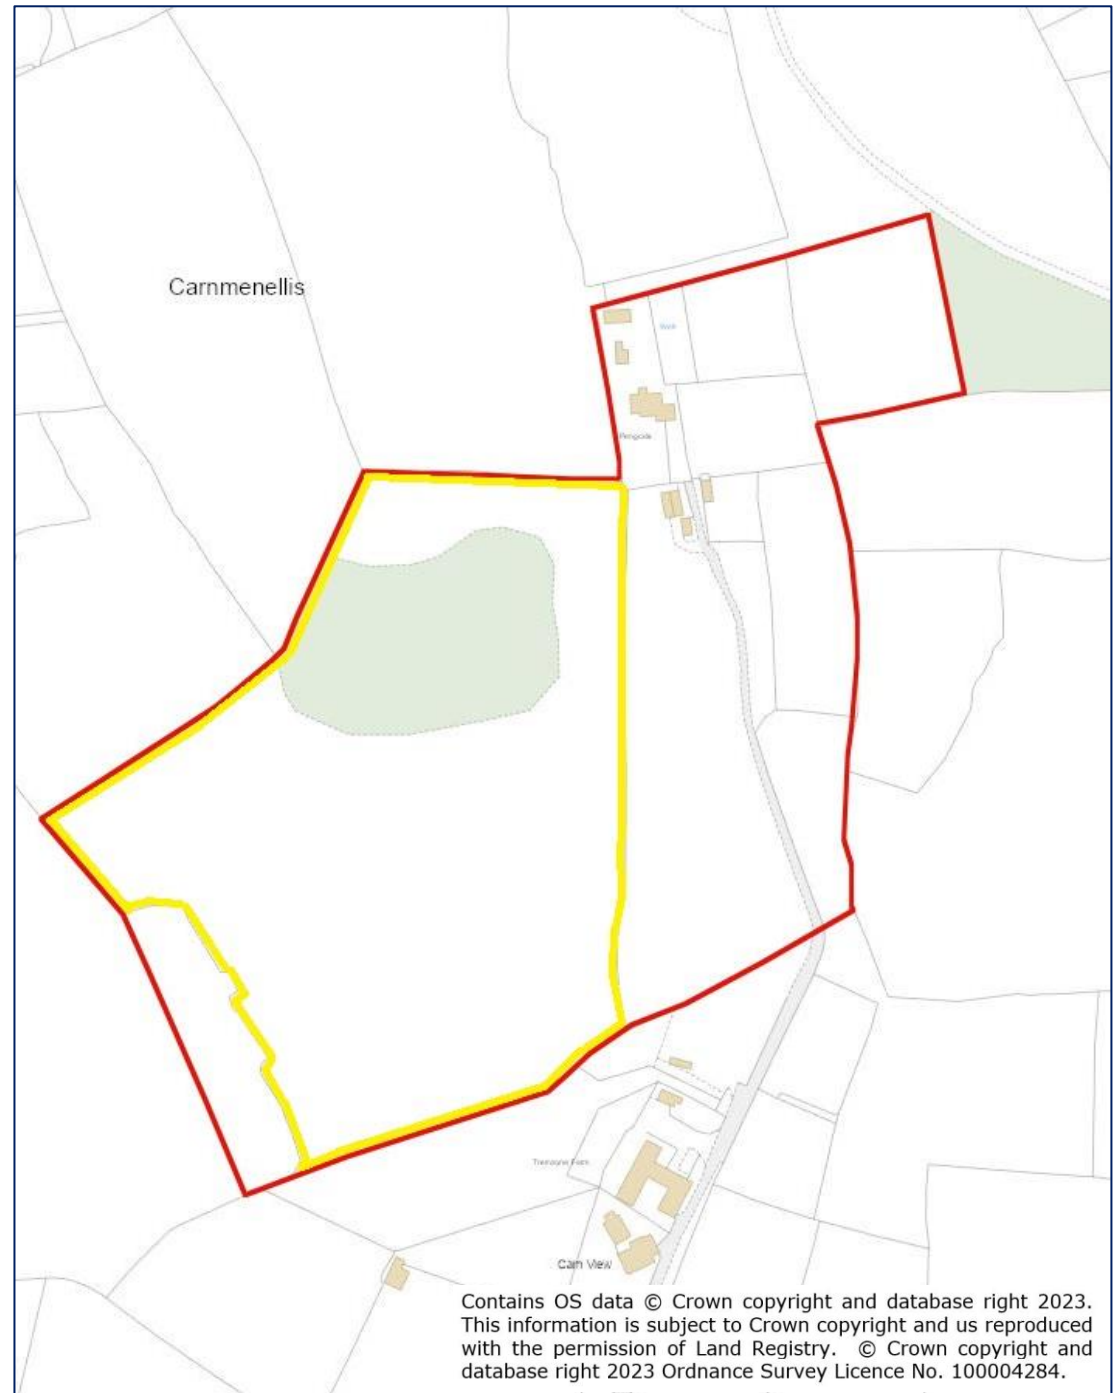 Carnmenellis
Tremayne Farm
Carn View
Contains OS data © Crown copyright and database right 2023.
This information is subject to Crown copyright and us reproduced
with the permission of Land Registry. © Crown copyright and
database right 2023 Ordnance Survey Licence No. 100004284.